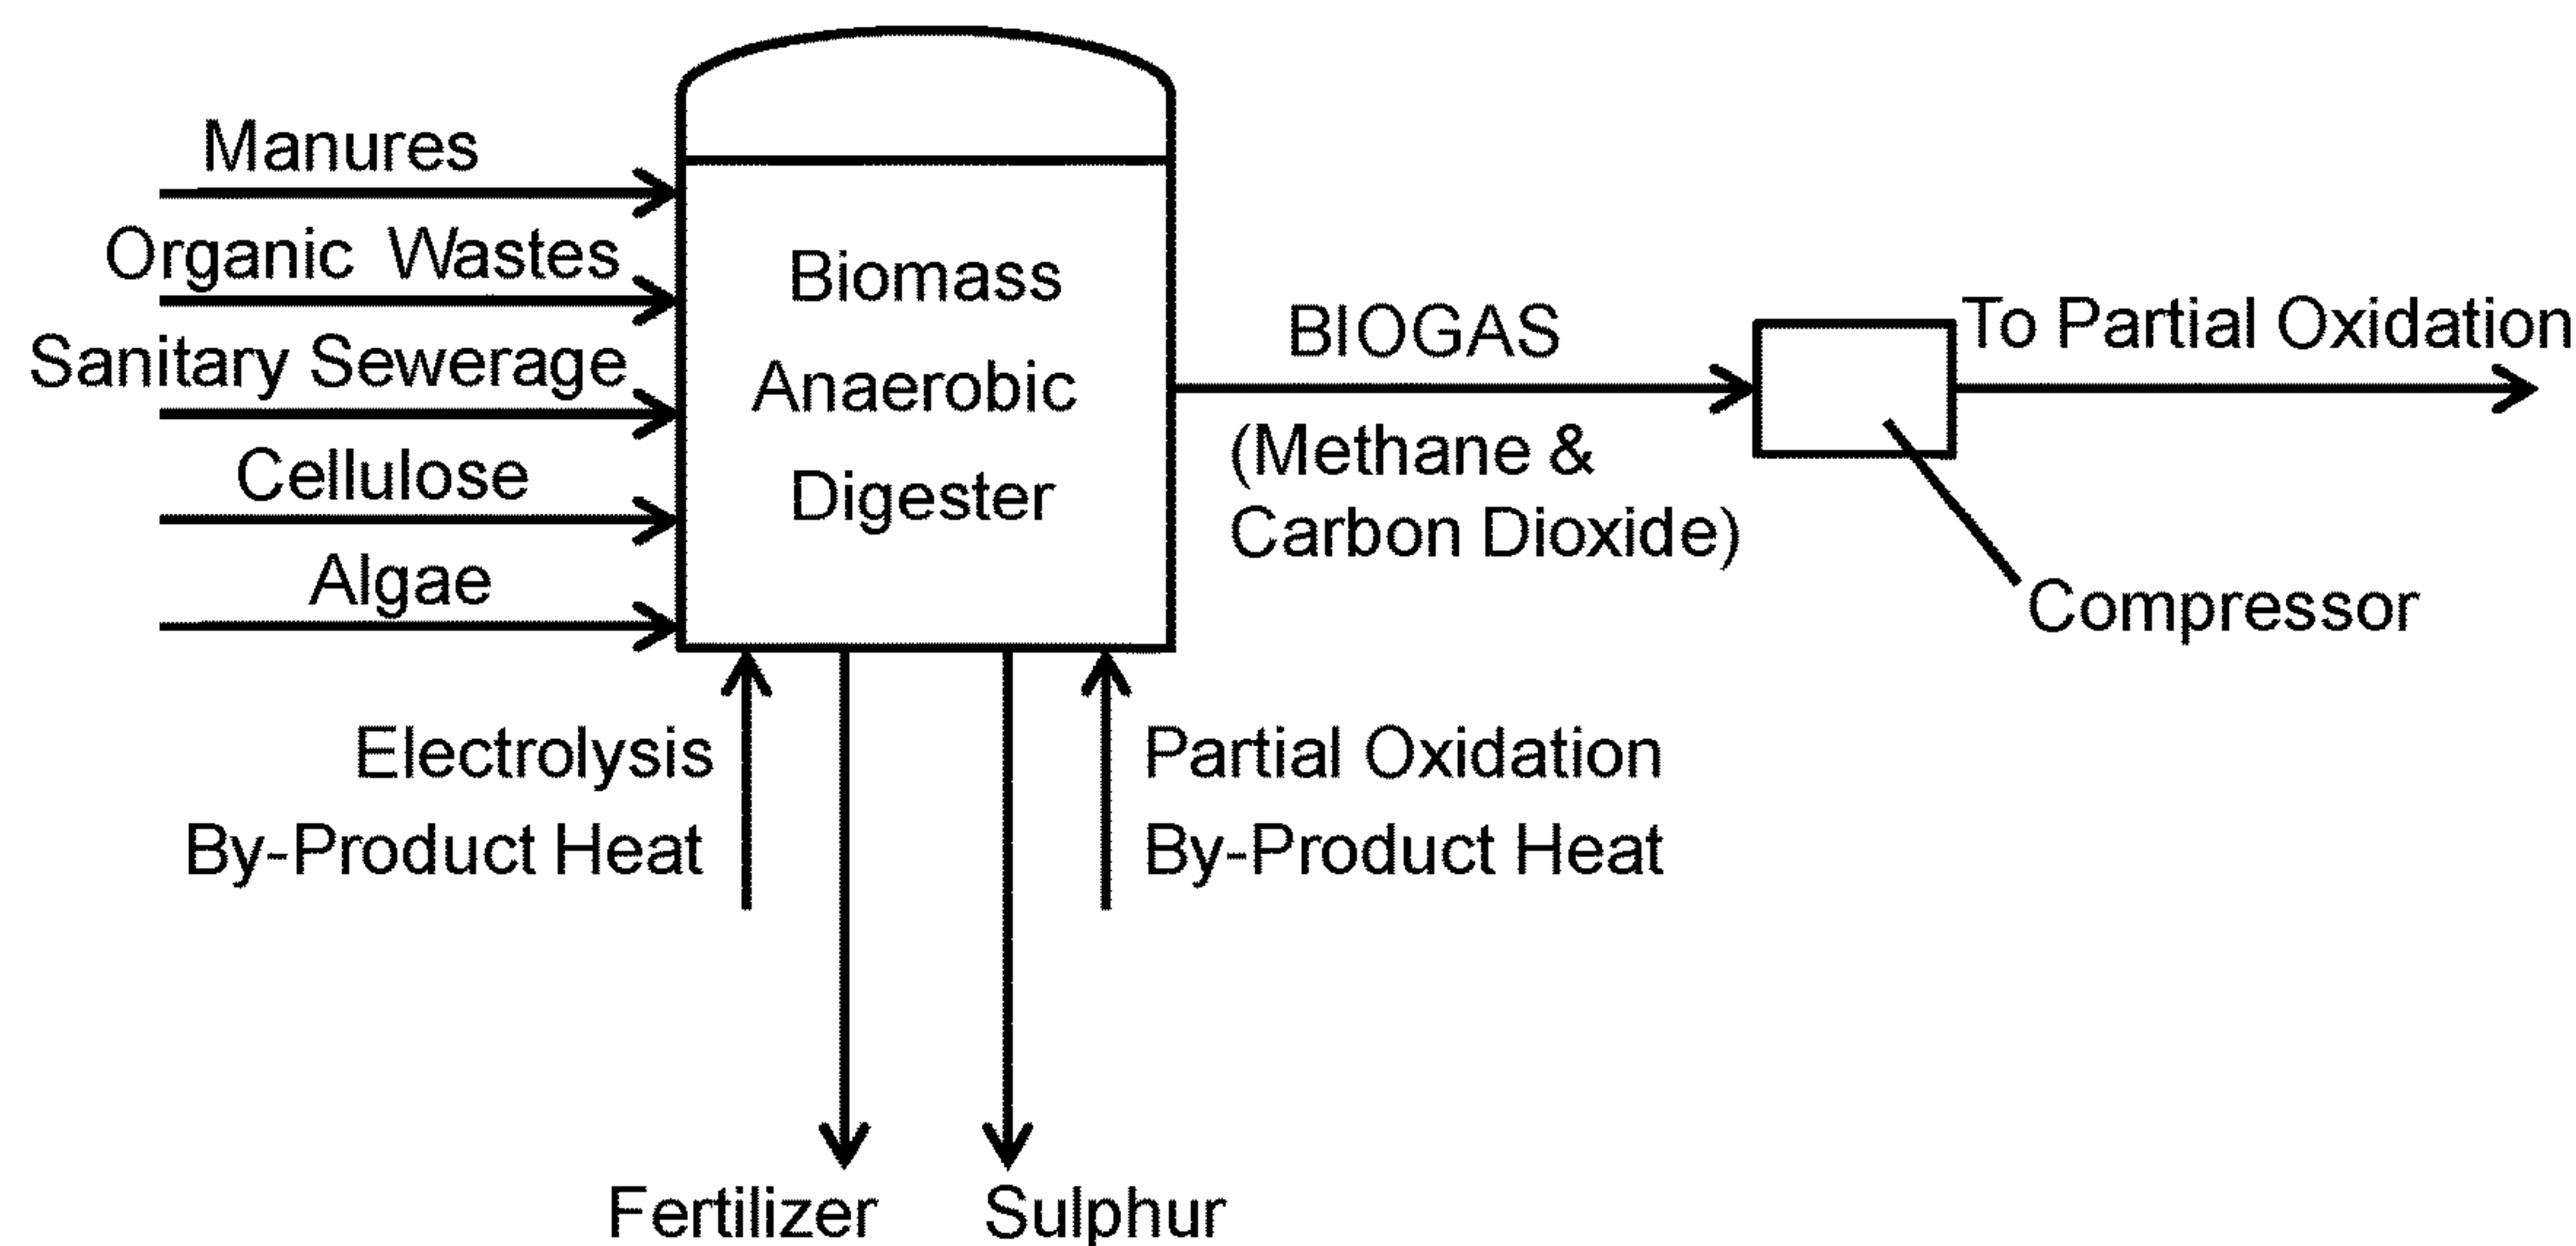 Manures
Organic Wastes
Sanitary Sewerage
Cellulose
Algae
Biomass
Anaerobic
Digester
BIOGAS
(Methane &
Carbon Dioxide)
To Partial Oxidation
Compressor
Electrolysis
By-Product Heat
Partial Oxidation
By-Product Heat
Fertilizer
Sulphur